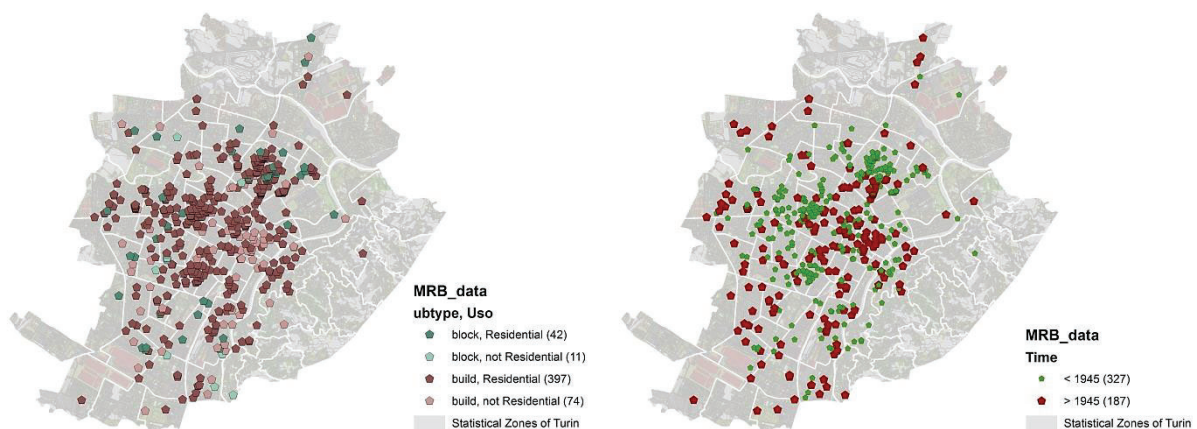 MRB_data
ubtype, Uso
block, Residential (42)
block, not Residential (11)
build, Residential (397)
build, not Residential (74)
Statistical Zones of Turin
MRB_data
Time
< 1945 (327)
> 1945 (187)
Statistical Zones of Turin